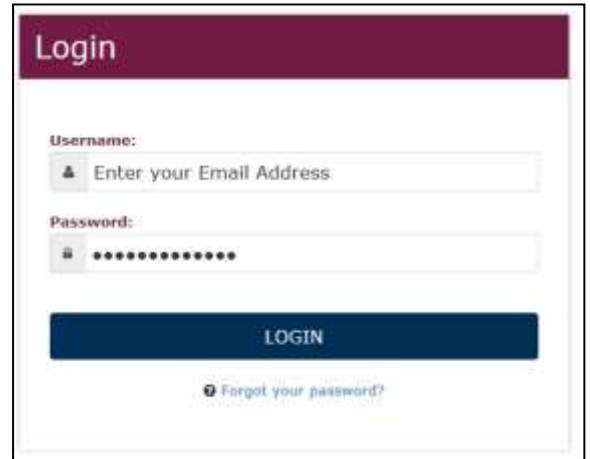 Login
Username:
Enter your Email Address
Password:
•••••••••••••
LOGIN
Forgot your password?